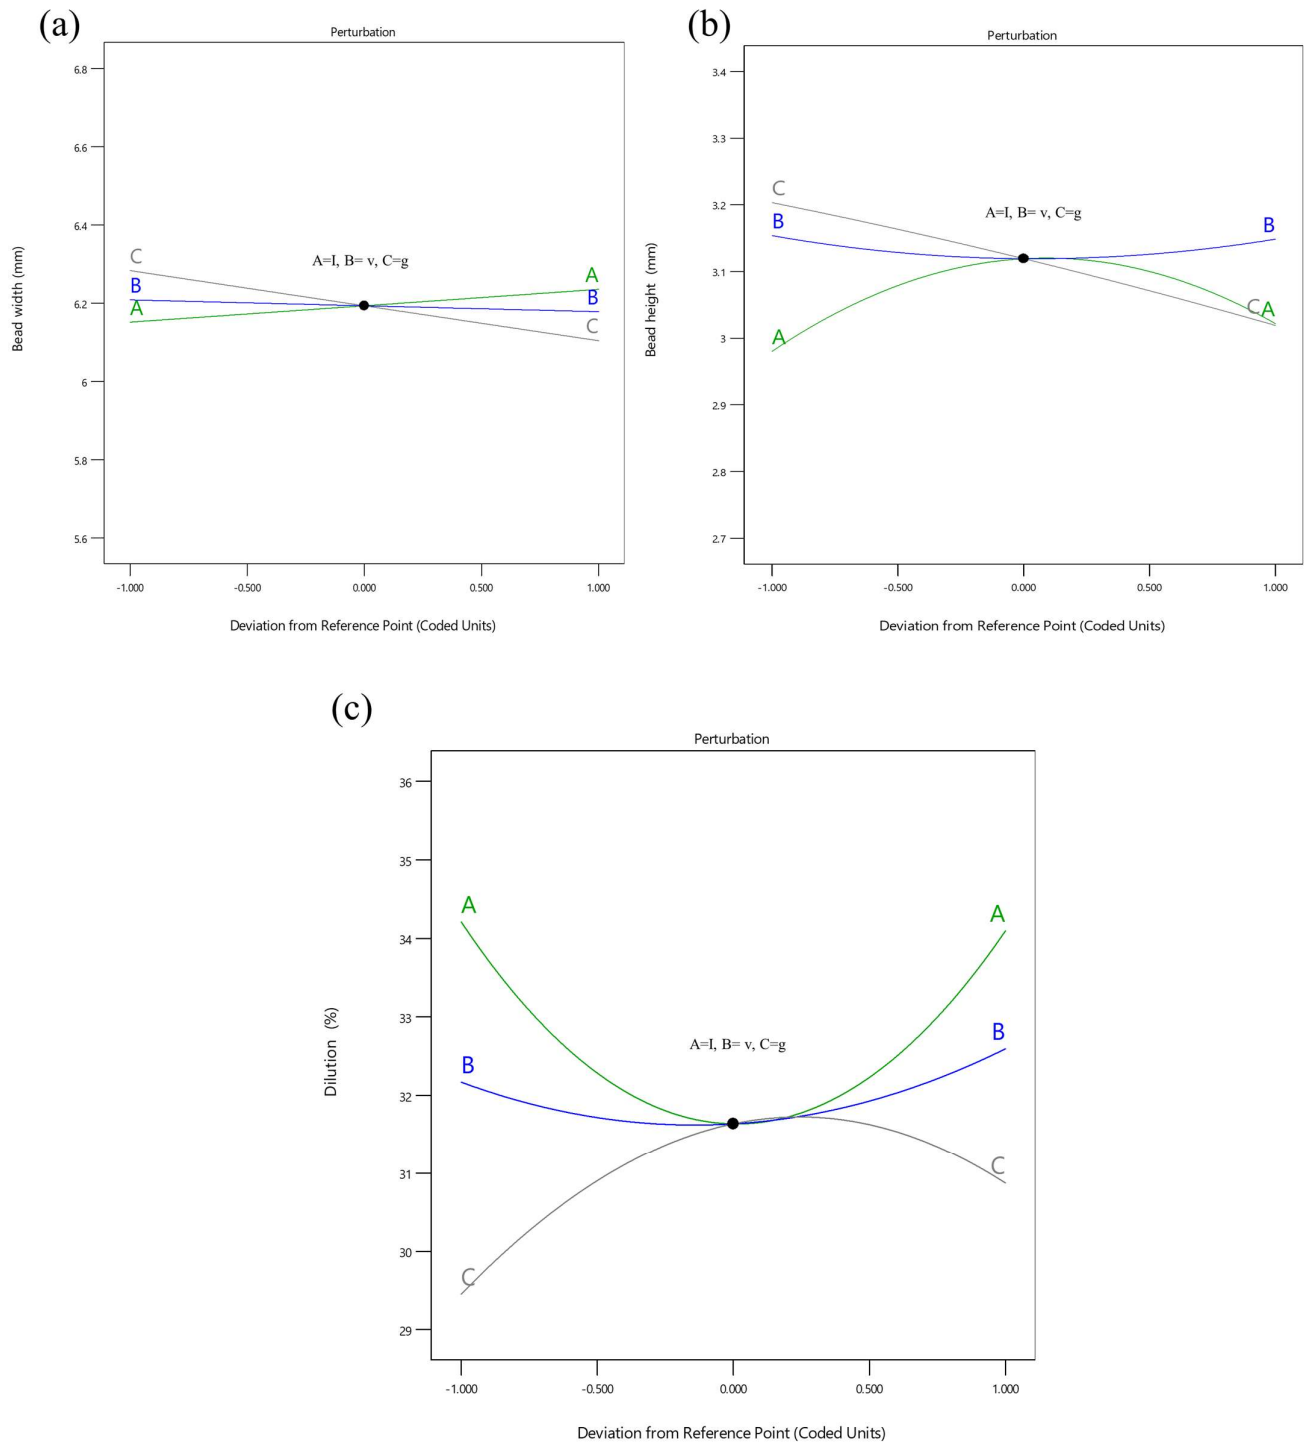 (a)
Perturbation
6.8
6.6
6.4
6.2
6
5.8
5.6
Bead width (mm)
C
B
A
A=I, B= v, C=g
A
B
C
-1.000
-0.500
0.000
0.500
1.000
Deviation from Reference Point (Coded Units)
(b)
Perturbation
3.4
3.3
3.2
3.1
3
2.9
2.8
2.7
Bead height (mm)
C
B
A
A=I, B= v, C=g
B
C
A
-1.000
-0.500
0.000
0.500
1.000
Deviation from Reference Point (Coded Units)
(c)
Perturbation
36
35
34
33
32
31
30
29
Dilution (%)
A
B
C
A=I, B= v, C=g
A
B
C
-1.000
-0.500
0.000
0.500
1.000
Deviation from Reference Point (Coded Units)